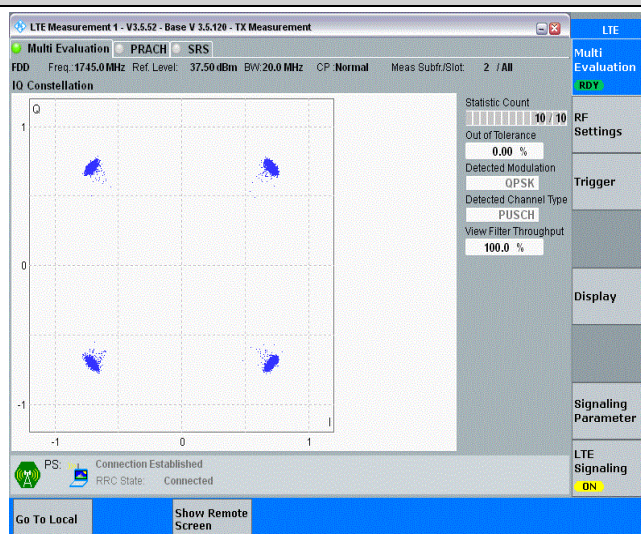 LTE Measurement 1 - V3.5.52 - Base V 3.5.120 - TX Measurement
LTE
Multi Evaluation PRACH SRS
FDD Freq.:1745.0 MHz Ref. Level: 37.50 dBm BW:20.0 MHz CP :Normal Meas Subfr/Slot: 2 / All
IQ Constellation
Multi
Evaluation
RDY
Q
1
0
-1
-1 0 1
I
Statistic Count
10 / 10
Out of Tolerance
0.00 %
Detected Modulation
QPSK
Detected Channel Type
PUSCH
View Filter Throughput
100.0 %
RF
Settings
Trigger
Display
Signaling
Parameter
LTE
Signaling
ON
PS: Connection Established
RRC State: Connected
Go To Local
Show Remote
Screen